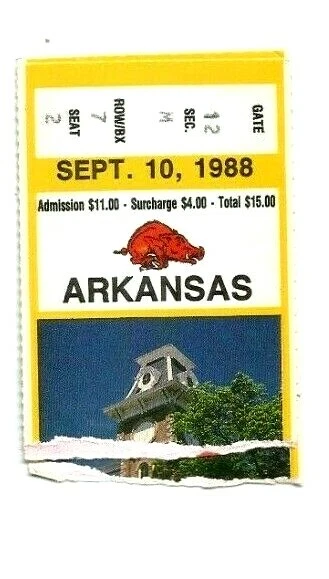 GATE
12
SEC.
M
ROW/BX
7
SEAT
2
SEPT. 10, 1988
Admission $11.00 - Surcharge $4.00 - Total $15.00
ARKANSAS